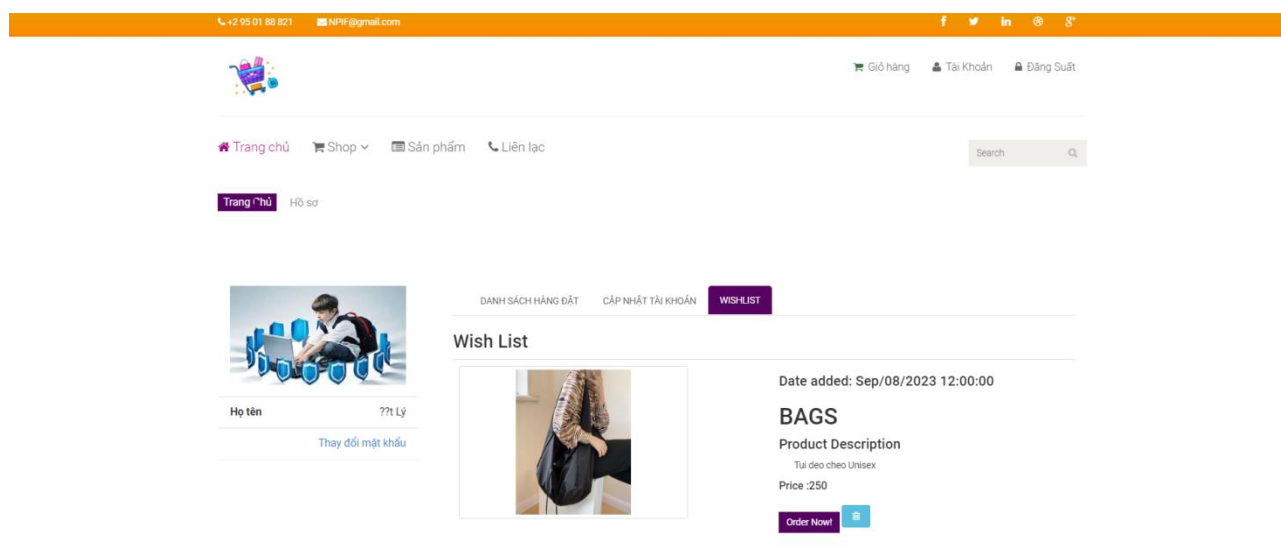 +2 95 01 88 821 NPIF@gmail.com
Giỏ hàng Tài Khoản Đăng Suất
Trang chủ Shop Sản phẩm Liên lạc
Search
Trang Chủ Hồ sơ
DANH SÁCH HÀNG ĐẶT CẬP NHẬT TÀI KHOẢN WISHLIST
Wish List
Date added: Sep/08/2023 12:00:00
BAGS
Họ tên ??t Lý
Product Description
Thay đổi mật khẩu
Tui deo cheo Unisex
Price :250
Order Now!